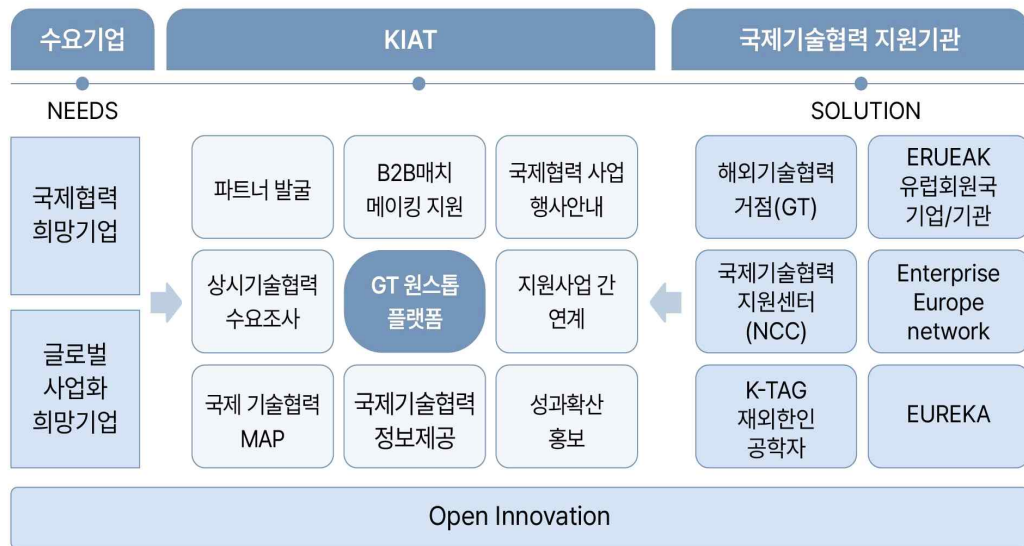 수요기업
KIAT
국제기술협력 지원기관
NEEDS
SOLUTION
국제협력
희망기업
글로벌
사업화
희망기업
파트너 발굴
B2B매치
메이킹 지원
국제협력 사업
행사안내
상시기술협력
수요조사
GT 원스톱
플랫폼
지원사업 간
연계
국제 기술협력
MAP
국제기술협력
정보제공
성과확산
홍보
해외기술협력
거점(GT)
ERUEAK
유럽회원국
기업/기관
국제기술협력
지원센터
(NCC)
Enterprise
Europe
network
K-TAG
재외한인
공학자
EUREKA
Open Innovation